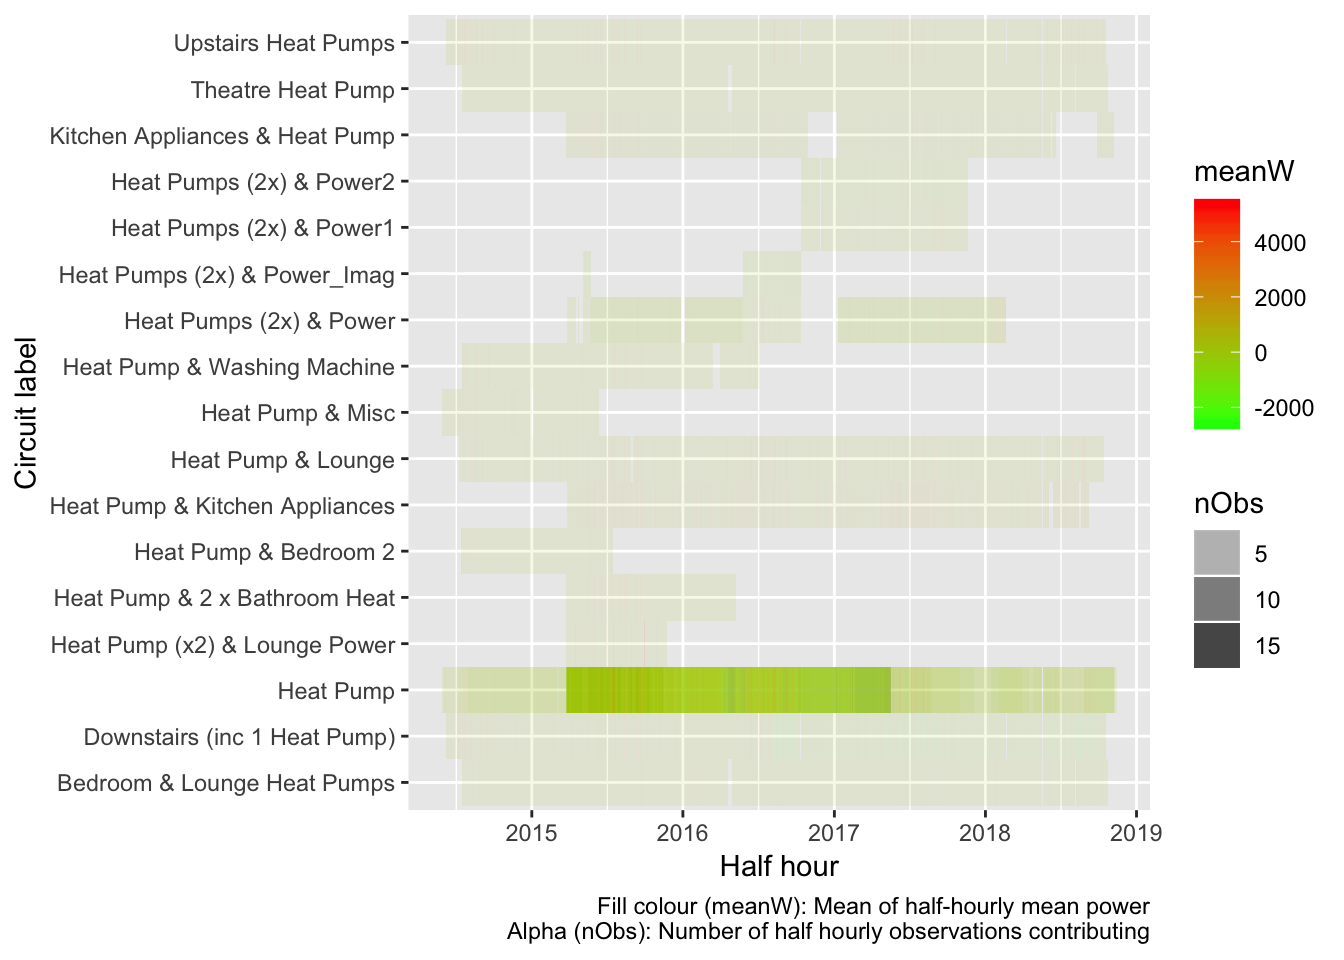 Upstairs Heat Pumps
Theatre Heat Pump
Kitchen Appliances & Heat Pump
Heat Pumps (2x) & Power2
Heat Pumps (2x) & Power1
Heat Pumps (2x) & Power_Imag
Heat Pumps (2x) & Power
Heat Pump & Washing Machine
Heat Pump & Misc
Heat Pump & Lounge
Heat Pump & Kitchen Appliances
Heat Pump & Bedroom 2
Heat Pump & 2 x Bathroom Heat
Heat Pump (x2) & Lounge Power
Heat Pump
Downstairs (inc 1 Heat Pump)
Bedroom & Lounge Heat Pumps
Circuit label
2015 2016 2017 2018 2019
Half hour
meanW
4000
2000
0
-2000
nObs
5
10
15
Fill colour (meanW): Mean of half-hourly mean power
Alpha (nObs): Number of half hourly observations contributing